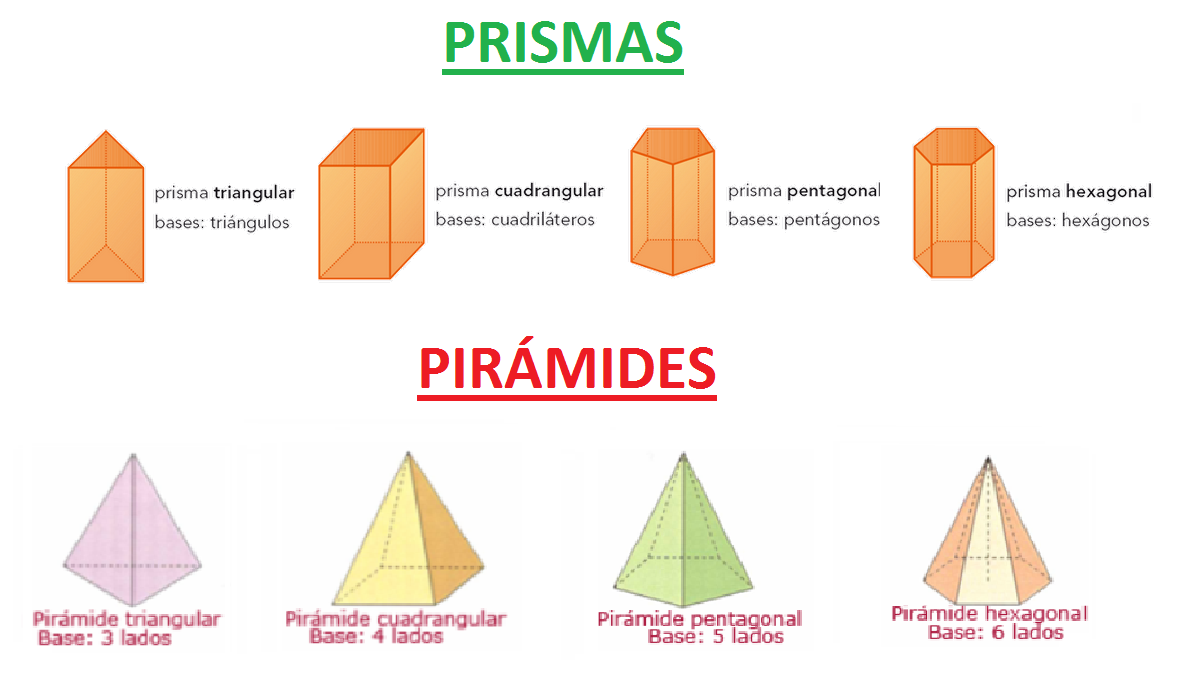 PRISMAS
prisma triangular
bases: triángulos
prisma cuadrangular
bases: cuadriláteros
prisma pentagonal
bases: pentágonos
prisma hexagonal
bases: hexágonos
PIRÁMIDES
Pirámide triangular
Base: 3 lados
Pirámide cuadrangular
Base: 4 lados
Pirámide pentagonal
Base: 5 lados
Pirámide hexagonal
Base: 6 lados